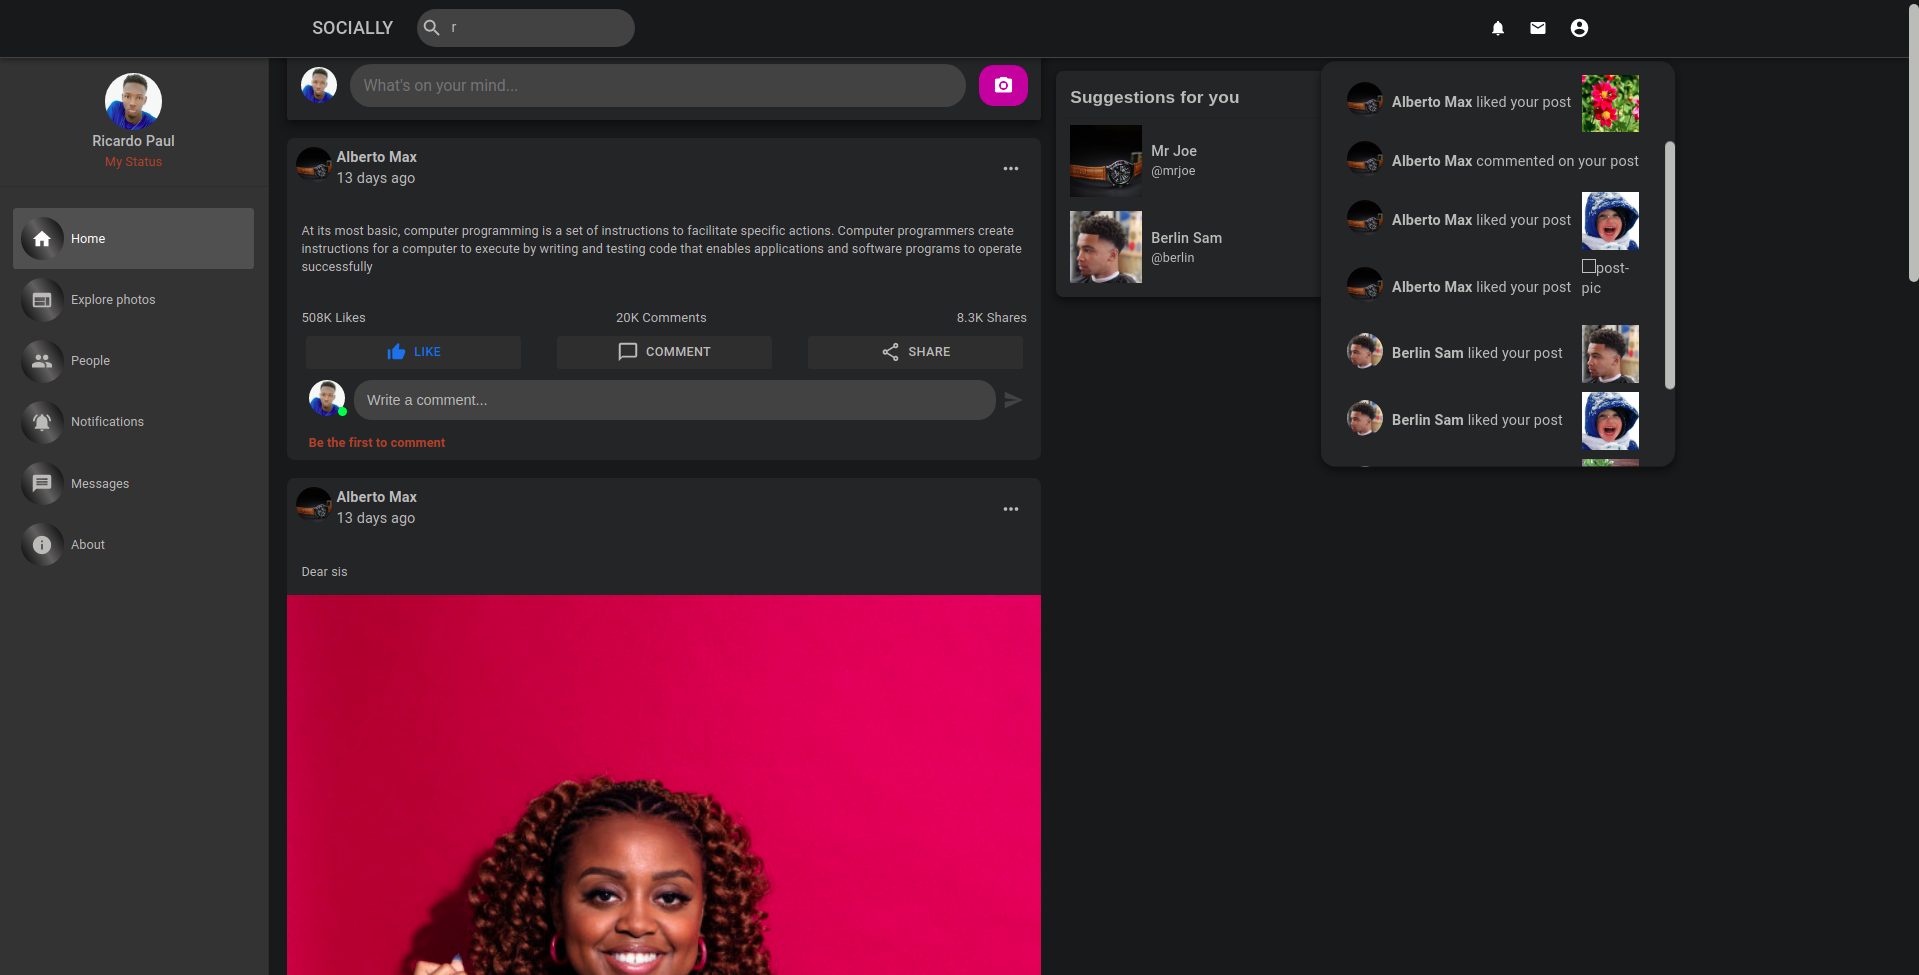 SOCIALLY
r
Ricardo Paul
My Status
Home
Explore photos
People
Notifications
Messages
About
What's on your mind...
Alberto Max
13 days ago
At its most basic, computer programming is a set of instructions to facilitate specific actions. Computer programmers create
instructions for a computer to execute by writing and testing code that enables applications and software programs to operate
successfully
508K Likes
20K Comments
8.3K Shares
LIKE
COMMENT
SHARE
Write a comment...
Be the first to comment
Alberto Max
13 days ago
Dear sis
Suggestions for you
Mr Joe
@mrjoe
Berlin Sam
@berlin
Alberto Max liked your post
Alberto Max commented on your post
Alberto Max liked your post
Alberto Max liked your post
post-
pic
Berlin Sam liked your post
Berlin Sam liked your post